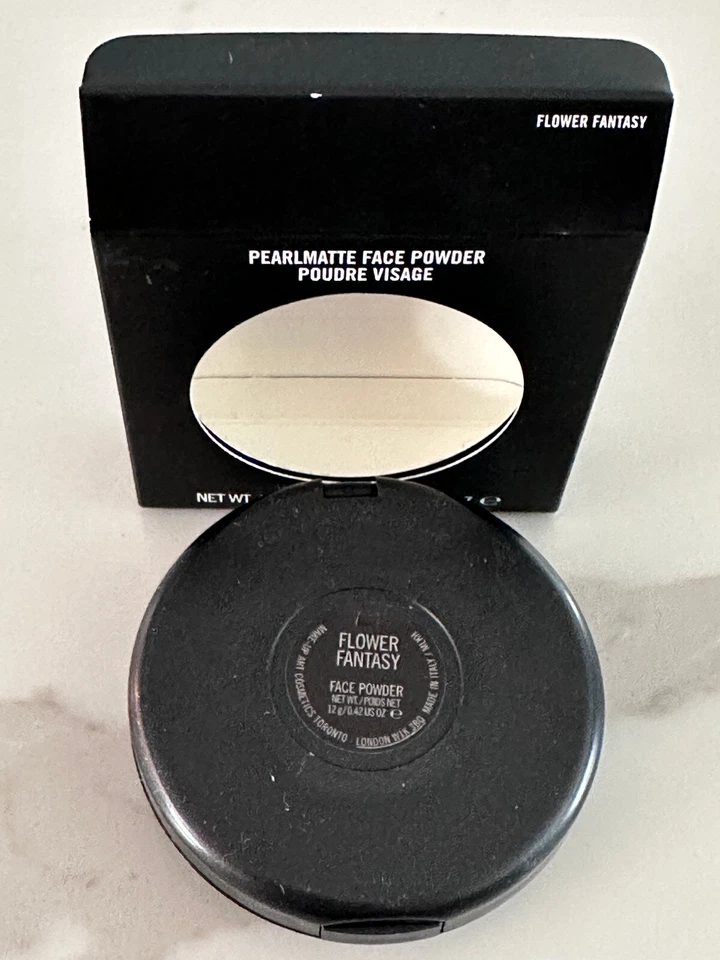 FLOWER FANTASY
PEARLMATTE FACE POWDER
POUDRE VISAGE
NET WT
FLOWER
FANTASY
FACE POWDER
NET WT./POIDS NET
12 g/0.42 US OZ ℮
MAKE-UP ART COSMETICS TORONTO · LONDON W1K 3BQ MADE IN ITALY /